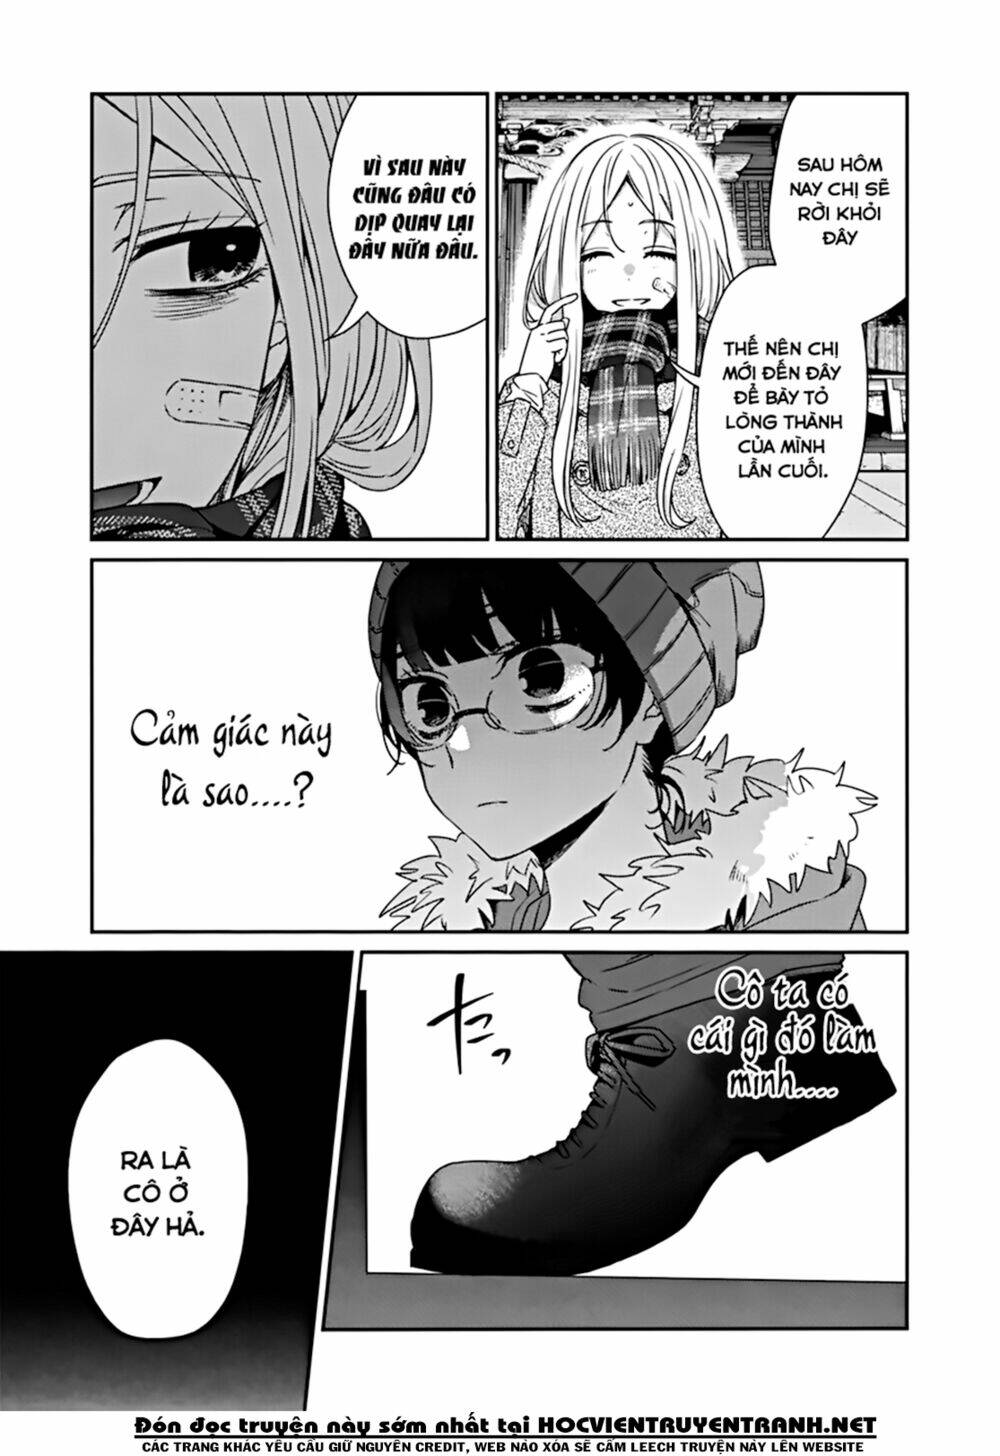 SAU HÔM
NAY CHỊ SẼ
RỜI KHỎI
ĐÂY
THẾ NÊN CHỊ
MỚI ĐẾN ĐÂY
ĐỂ BÀY TỎ
LÒNG THÀNH
CỦA MÌNH
LẦN CUỐI.
VÌ SAU NÀY
CŨNG ĐÂU CÓ
DỊP QUAY LẠI
ĐÂY NỮA ĐÂU.
Cảm giác này
là sao....?
Cô ta có
cái gì đó làm
mình....
たっ
RA LÀ
CÔ Ở
ĐÂY HẢ.
Đón đọc truyện này sớm nhất tại HOCVIENTRUYENTRANH.NET
CÁC TRANG KHÁC YÊU CẦU GIỮ NGUYÊN CREDIT, WEB NÀO XÓA SẼ CẤM LEECH TRUYỆN NÀY LÊN WEBSITE